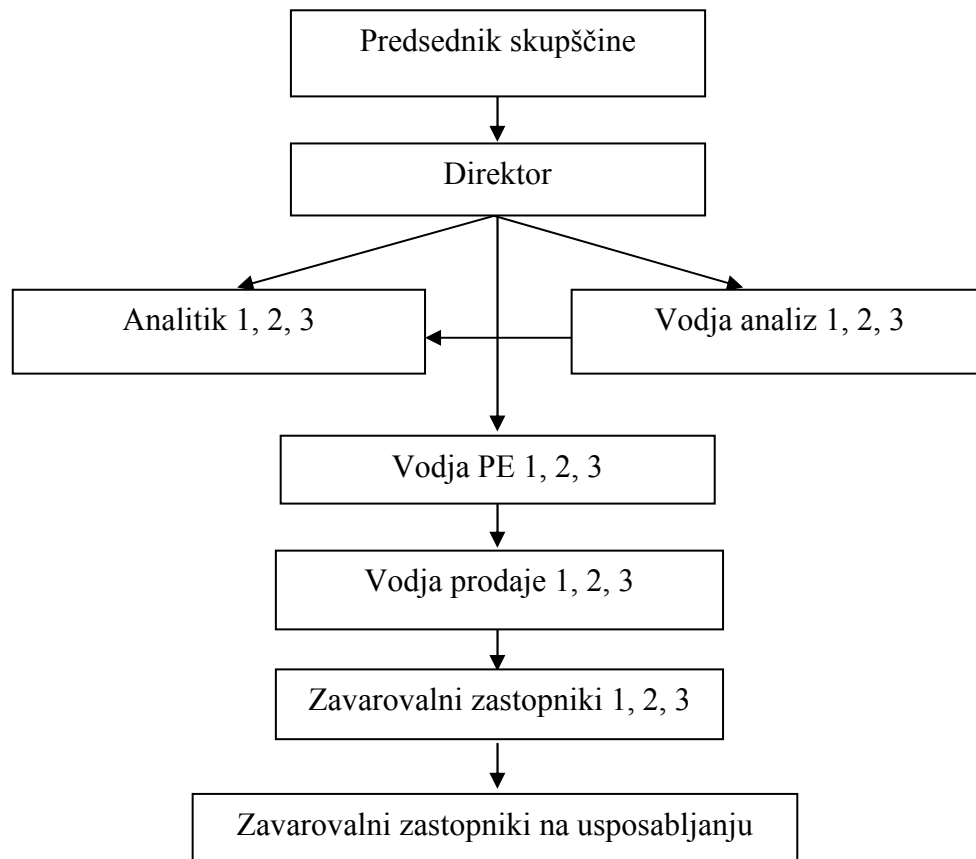 Predsednik skupščine
Direktor
Analitik 1, 2, 3
Vodja analiz 1, 2, 3
Vodja PE 1, 2, 3
Vodja prodaje 1, 2, 3
Zavarovalni zastopniki 1, 2, 3
Zavarovalni zastopniki na usposabljanju